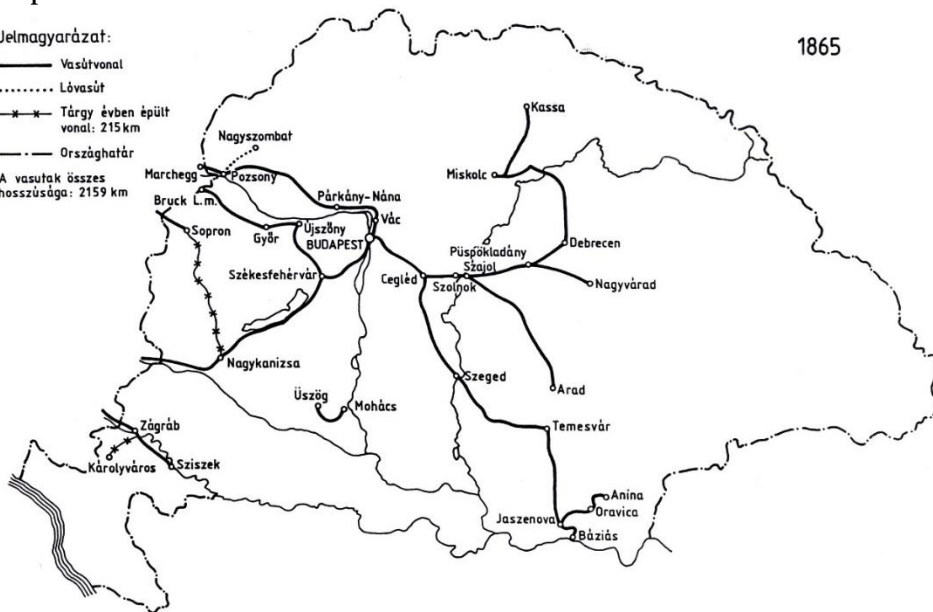 Jelmagyarázat:
Vasútvonal
Lóvasút
Tárgy évben épült
vonal: 215 km
Országhatár
A vasutak összes
hosszúsága: 2159 km
1865
Kassa
Nagyszombat
Miskolc
Marchegg
Pozsony
Bruck L.m.
Párkány-Nána
Vác
Sopron
Győr
Újszőny
BUDAPEST
Püspökladány
Debrecen
Székesfehérvár
Cegléd
Szolnok
Szajol
Nagyvárad
Nagykanizsa
Szeged
Arad
Üszög
Mohács
Temesvár
Zágráb
Károlyváros
Sziszek
Anina
Oravica
Jaszenova
Báziás